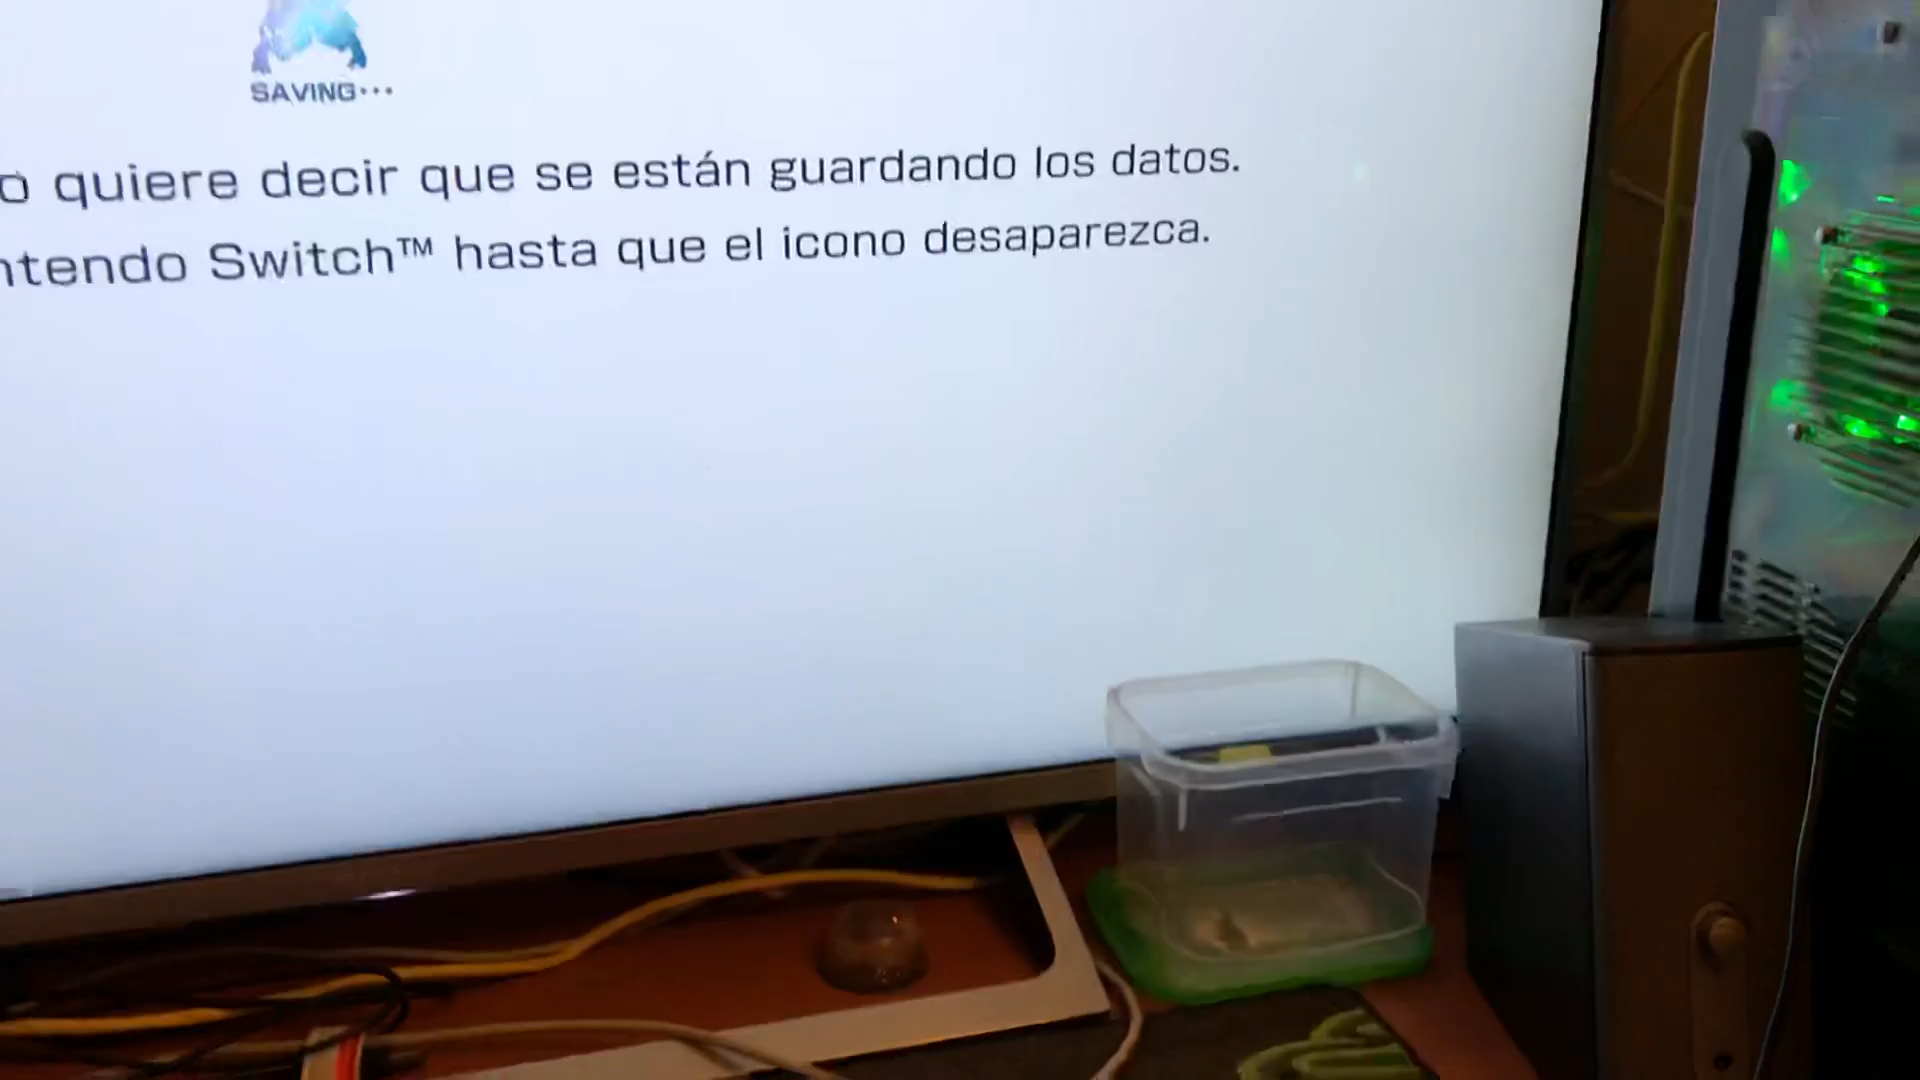 SAVING...
quiere decir que se están guardando los datos.
Switch™ hasta que el icono desaparezca.